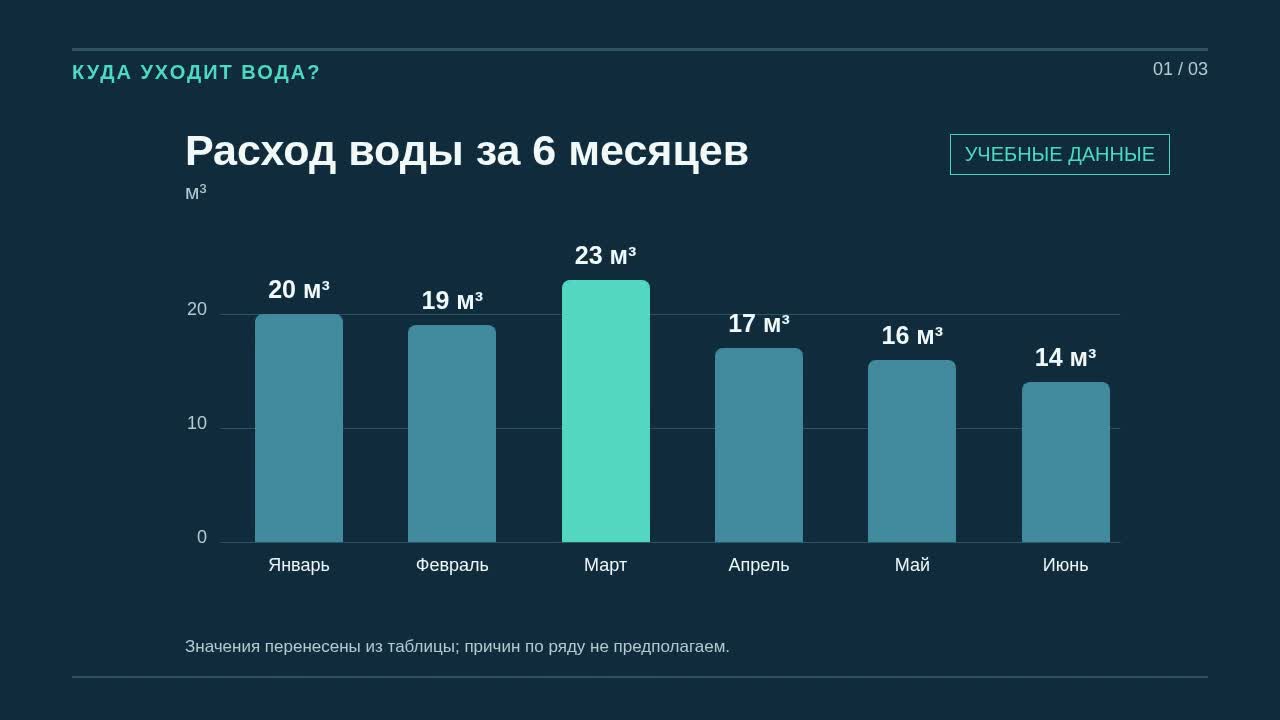 КУДА УХОДИТ ВОДА?
01 / 03
Расход воды за 6 месяцев
УЧЕБНЫЕ ДАННЫЕ
м³
23 м³
20 м³
19 м³
17 м³
16 м³
14 м³
20
10
0
Январь Февраль Март Апрель Май Июнь
Значения перенесены из таблицы; причин по ряду не предполагаем.